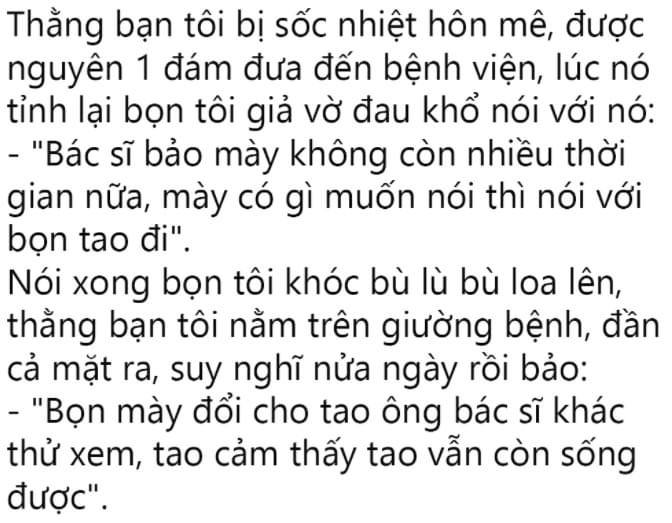 Thằng bạn tôi bị sốc nhiệt hôn mê, được
nguyên 1 đám đưa đến bệnh viện, lúc nó
tỉnh lại bọn tôi giả vờ đau khổ nói với nó:
- "Bác sĩ bảo mày không còn nhiều thời
gian nữa, mày có gì muốn nói thì nói với
bọn tao đi".
Nói xong bọn tôi khóc bù lù bù loa lên,
thằng bạn tôi nằm trên giường bệnh, đần
cả mặt ra, suy nghĩ nửa ngày rồi bảo:
- "Bọn mày đổi cho tao ông bác sĩ khác
thử xem, tao cảm thấy tao vẫn còn sống
được".